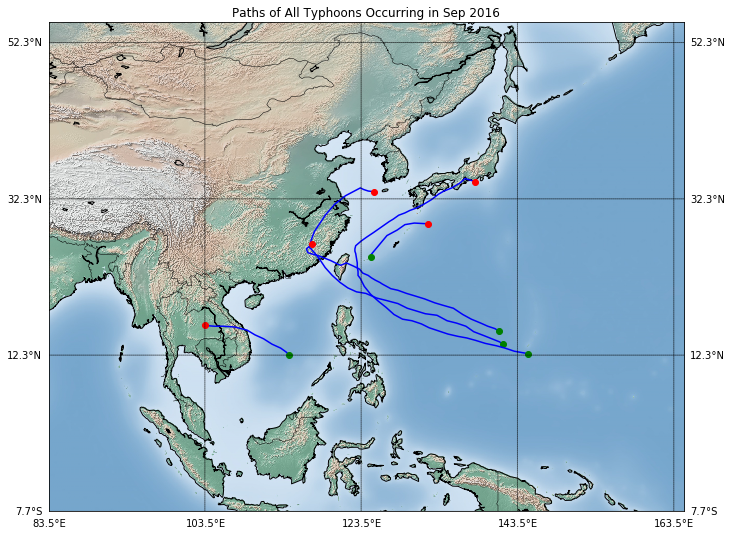 Paths of All Typhoons Occurring in Sep 2016
52.3°N 52.3°N
32.3°N 32.3°N
12.3°N 12.3°N
7.7°S 7.7°S
83.5°E 103.5°E 123.5°E 143.5°E 163.5°E